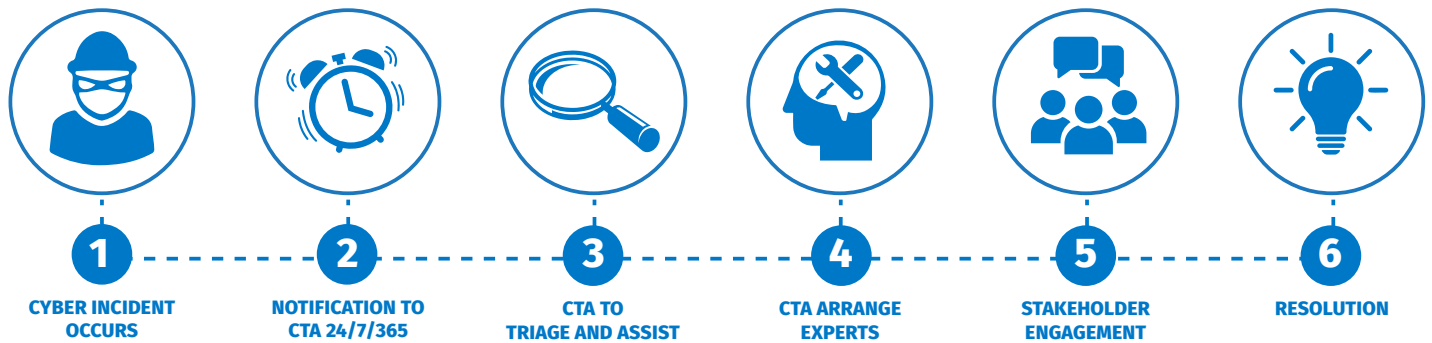 1
CYBER INCIDENT
OCCURS
2
NOTIFICATION TO
CTA 24/7/365
3
CTA TO
TRIAGE AND ASSIST
4
CTA ARRANGE
EXPERTS
5
STAKEHOLDER
ENGAGEMENT
6
RESOLUTION